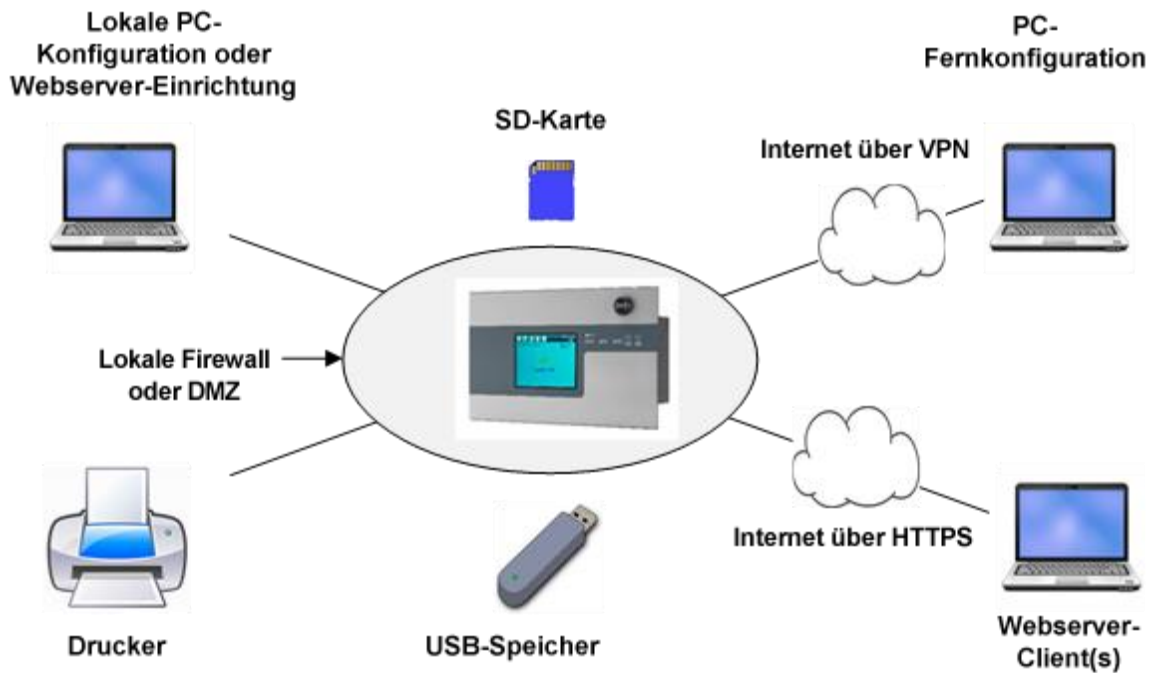 Lokale PC-
Konfiguration oder
Webserver-Einrichtung
PC-
Fernkonfiguration
SD-Karte
Internet über VPN
Lokale Firewall
oder DMZ
Internet über HTTPS
Drucker
USB-Speicher
Webserver-
Client(s)